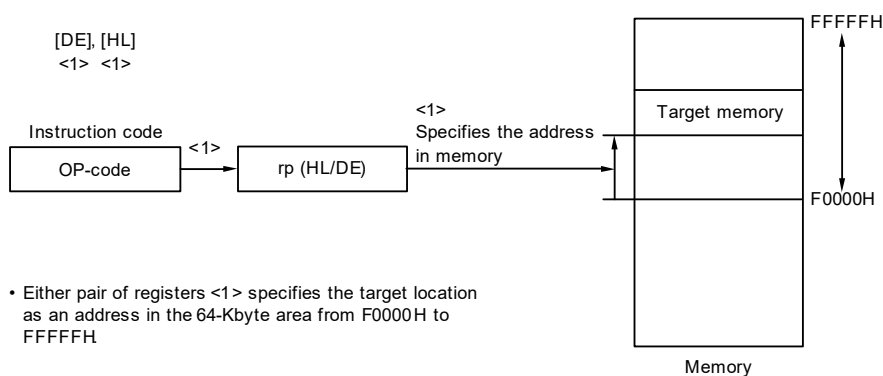 FFFFFH
[DE], [HL]
<1> <1>
Target memory
<1>
Specifies the address
in memory
Instruction code
<1>
OP-code
rp (HL/DE)
F0000H
• Either pair of registers <1> specifies the target location
as an address in the 64-Kbyte area from F0000H to
FFFFFH.
Memory